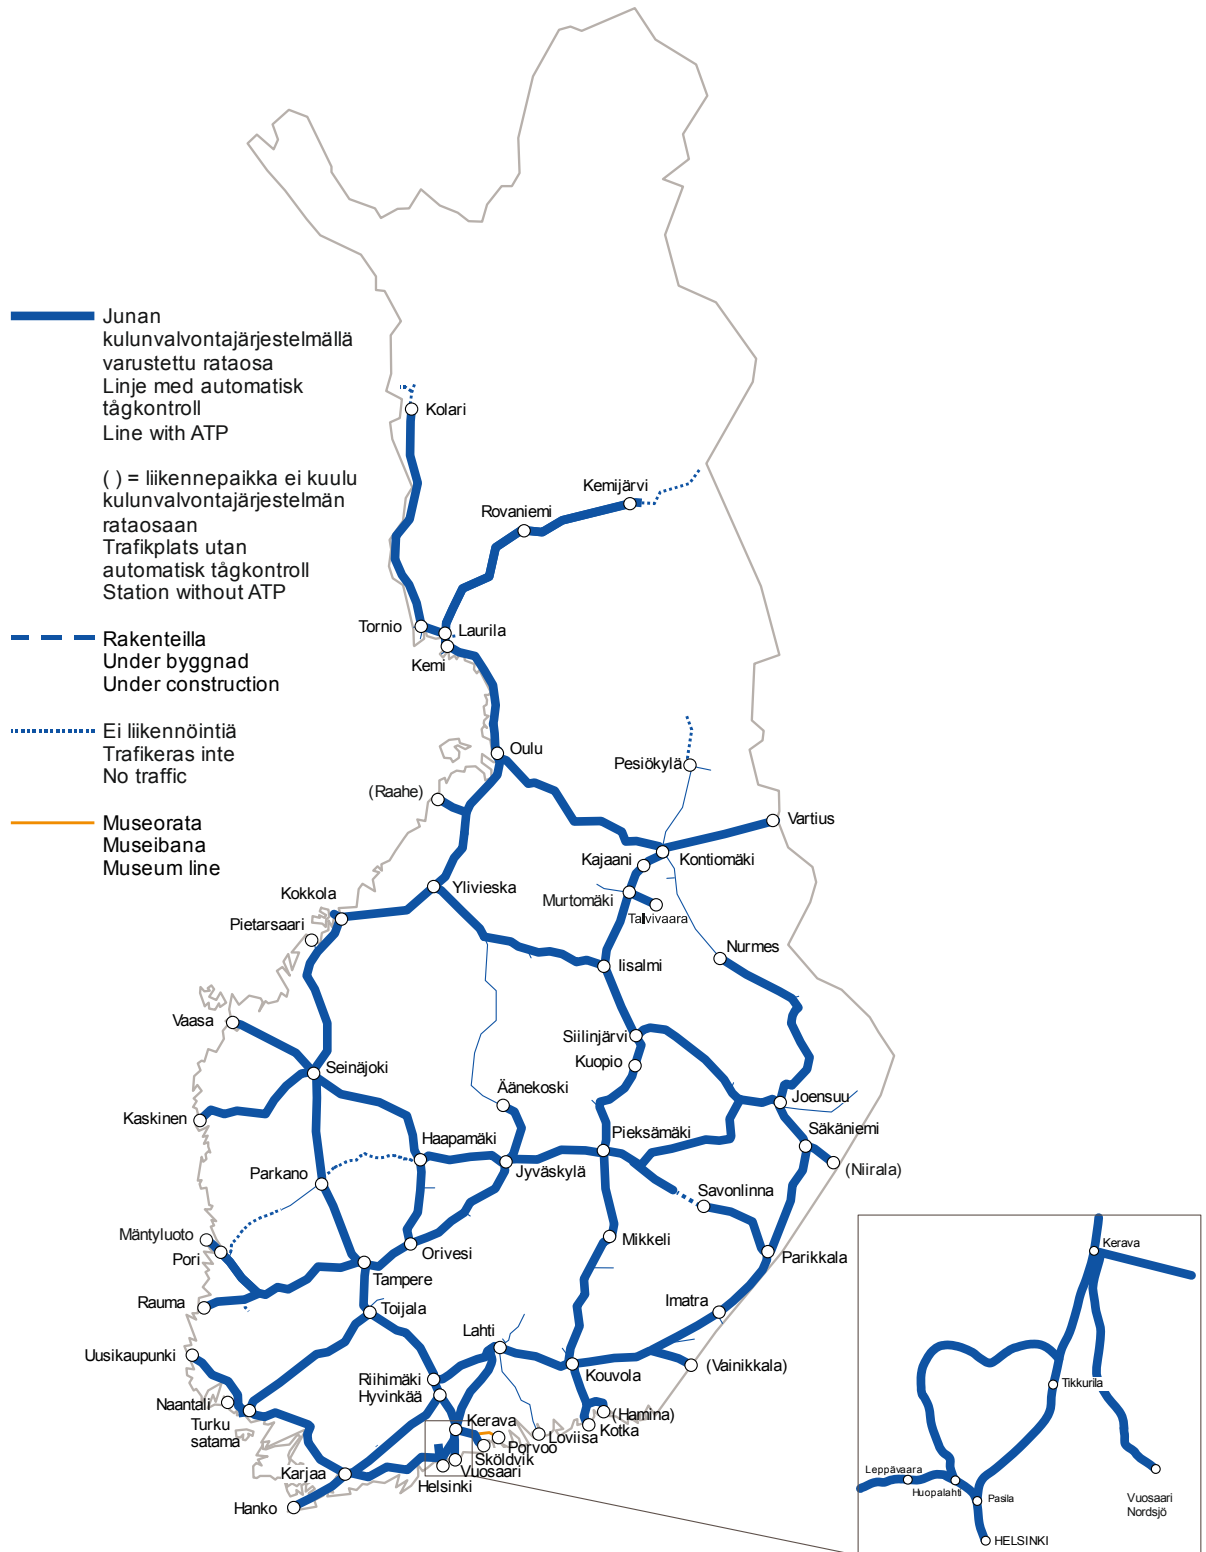 Junan
kulunvalvontajärjestelmällä
varustettu rataosa
Linje med automatisk
tågkontroll
Line with ATP
( ) = liikennepaikka ei kuulu
kulunvalvontajärjestelmän
rataosaan
Trafikplats utan
automatisk tågkontroll
Station without ATP
Rakenteilla
Under byggnad
Under construction
Ei liikennöintiä
Trafikeras inte
No traffic
Museorata
Museibana
Museum line
Kolari
Kemijärvi
Rovaniemi
Tornio
Laurila
Kemi
Oulu
Pesiökylä
(Raahe)
Vartius
Kontiomäki
Kajaani
Ylivieska
Murtomäki
Talvivaara
Kokkola
Pietarsaari
Nurmes
Iisalmi
Vaasa
Siilinjärvi
Kuopio
Seinäjoki
Äänekoski
Joensuu
Kaskinen
Säkäniemi
Haapamäki
Pieksämäki
Jyväskylä
(Niirala)
Parkano
Savonlinna
Mäntyluoto
Pori
Orivesi
Mikkeli
Parikkala
Tampere
Rauma
Toijala
Imatra
Lahti
Uusikaupunki
Kouvola
(Vainikkala)
Riihimäki
Hyvinkää
Naantali
Turku
satama
(Hamina)
Kotka
Kerava
Loviisa
Porvoo
Sköldvik
Vuosaari
Helsinki
Karjaa
Hanko
Kerava
Tikkurila
Leppävaara
Huopalahti
Pasila
Vuosaari
Nordsjö
HELSINKI